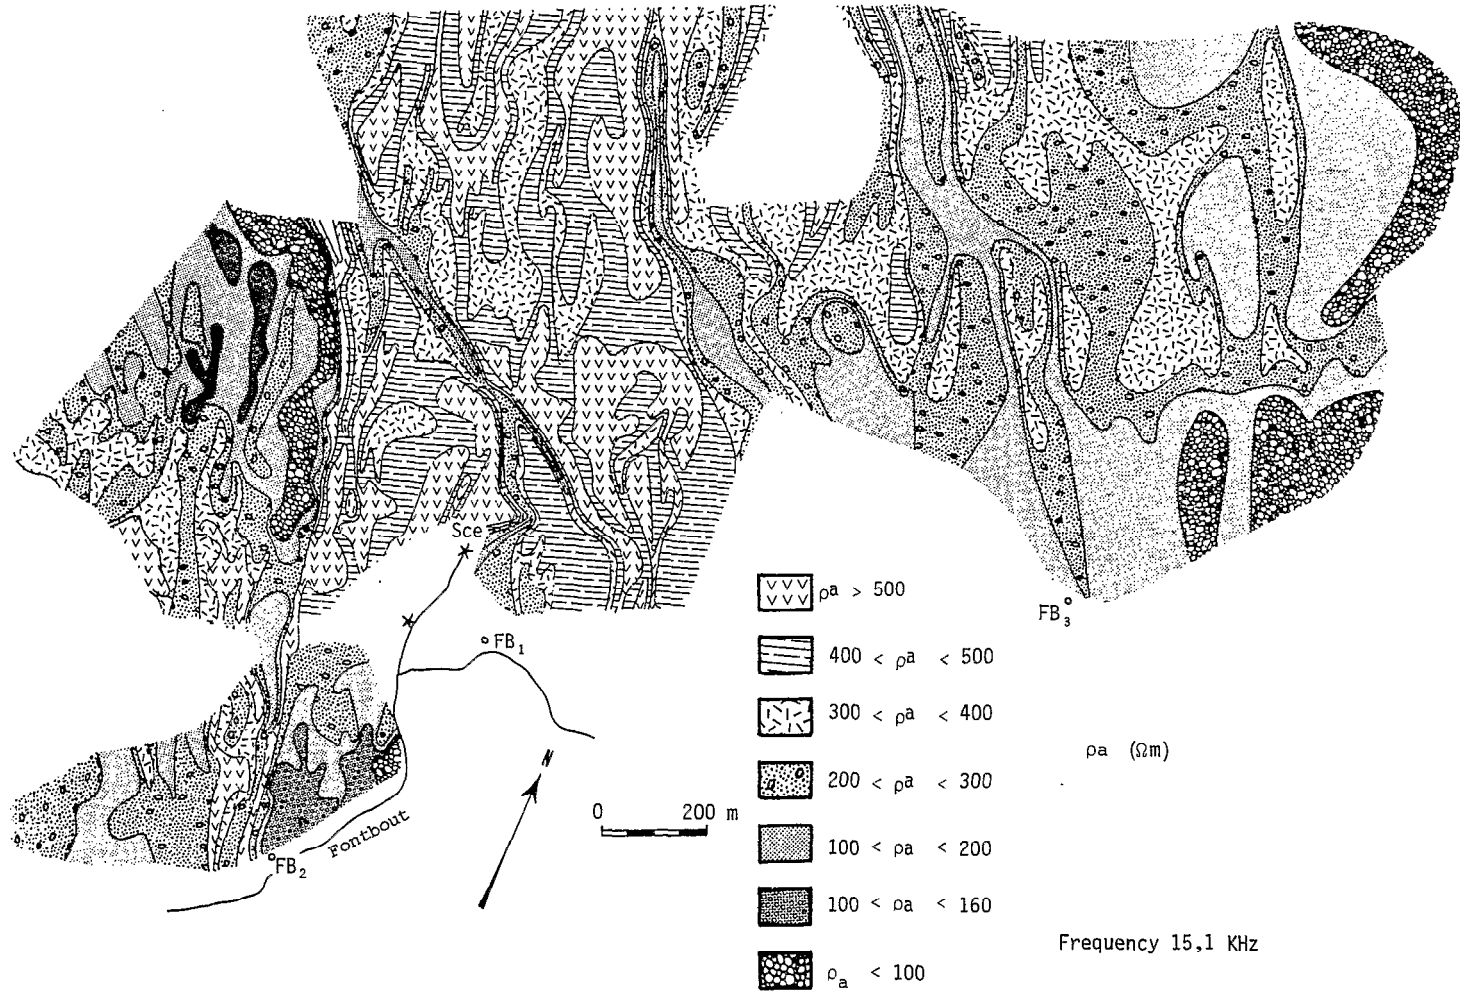 Sce
FB1
FB2
Fontbout
N
0 200 m
FB3
ρa > 500
400 < ρa < 500
300 < ρa < 400
200 < ρa < 300
100 < ρa < 200
100 < ρa < 160
ρa < 100
ρa (Ωm)
Frequency 15,1 KHz